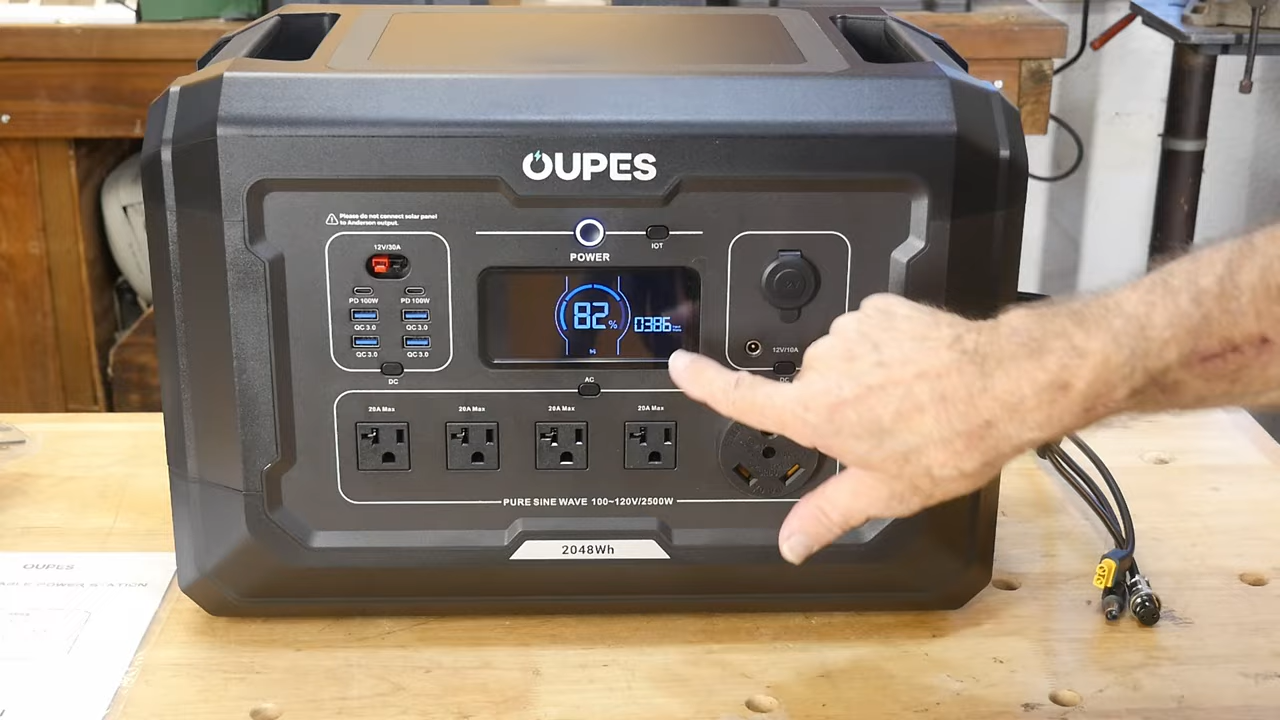 OUPES
Please do not connect solar panel
to Anderson output.
12V/30A
PD 100W PD 100W
QC 3.0 QC 3.0
QC 3.0 QC 3.0
DC
POWER
IOT
82%
0386
12V/10A
DC
AC
20A Max 20A Max 20A Max 20A Max
PURE SINE WAVE 100~120V/2500W
2048Wh
OUPES